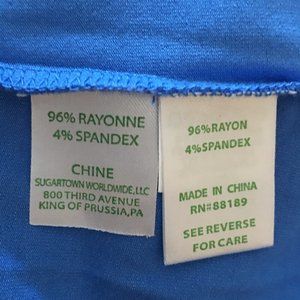 96% RAYONNE
4% SPANDEX
CHINE
SUGARTOWN WORLDWIDE, LLC
800 THIRD AVENUE
KING OF PRUSSIA, PA
96% RAYON
4% SPANDEX
MADE IN CHINA
RN#88189
SEE REVERSE
FOR CARE